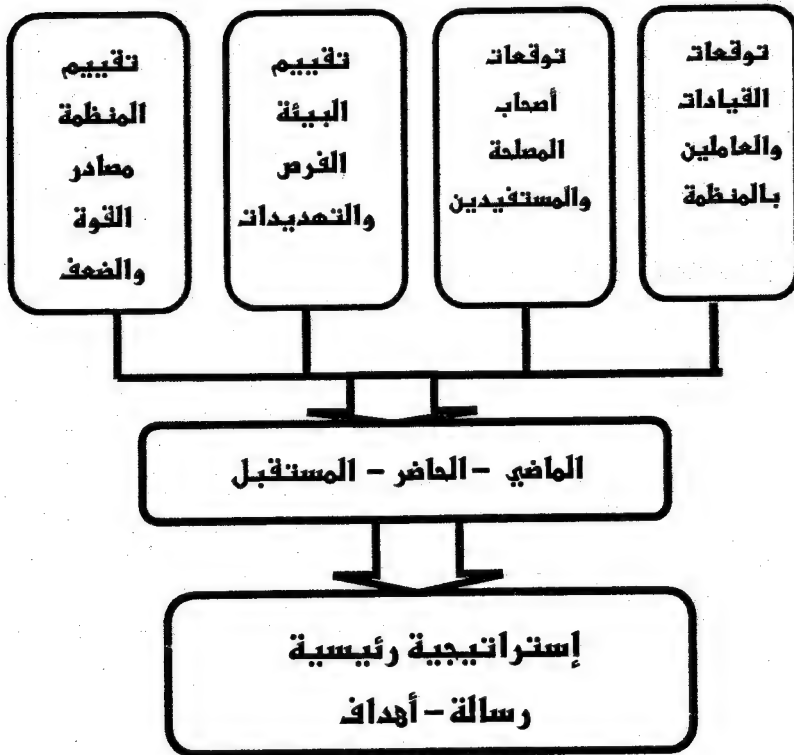 توقعات
القيادات
والعاملين
بالمنظمة
توقعات
أصحاب
المصلحة
والمستفيدين
تقييم
البيئة
الفرص
والتهديدات
تقييم
المنظمة
مصادر
القوة
والضعف
الماضي – الحاضر – المستقبل
إستراتيجية رئيسية
رسالة – أهداف